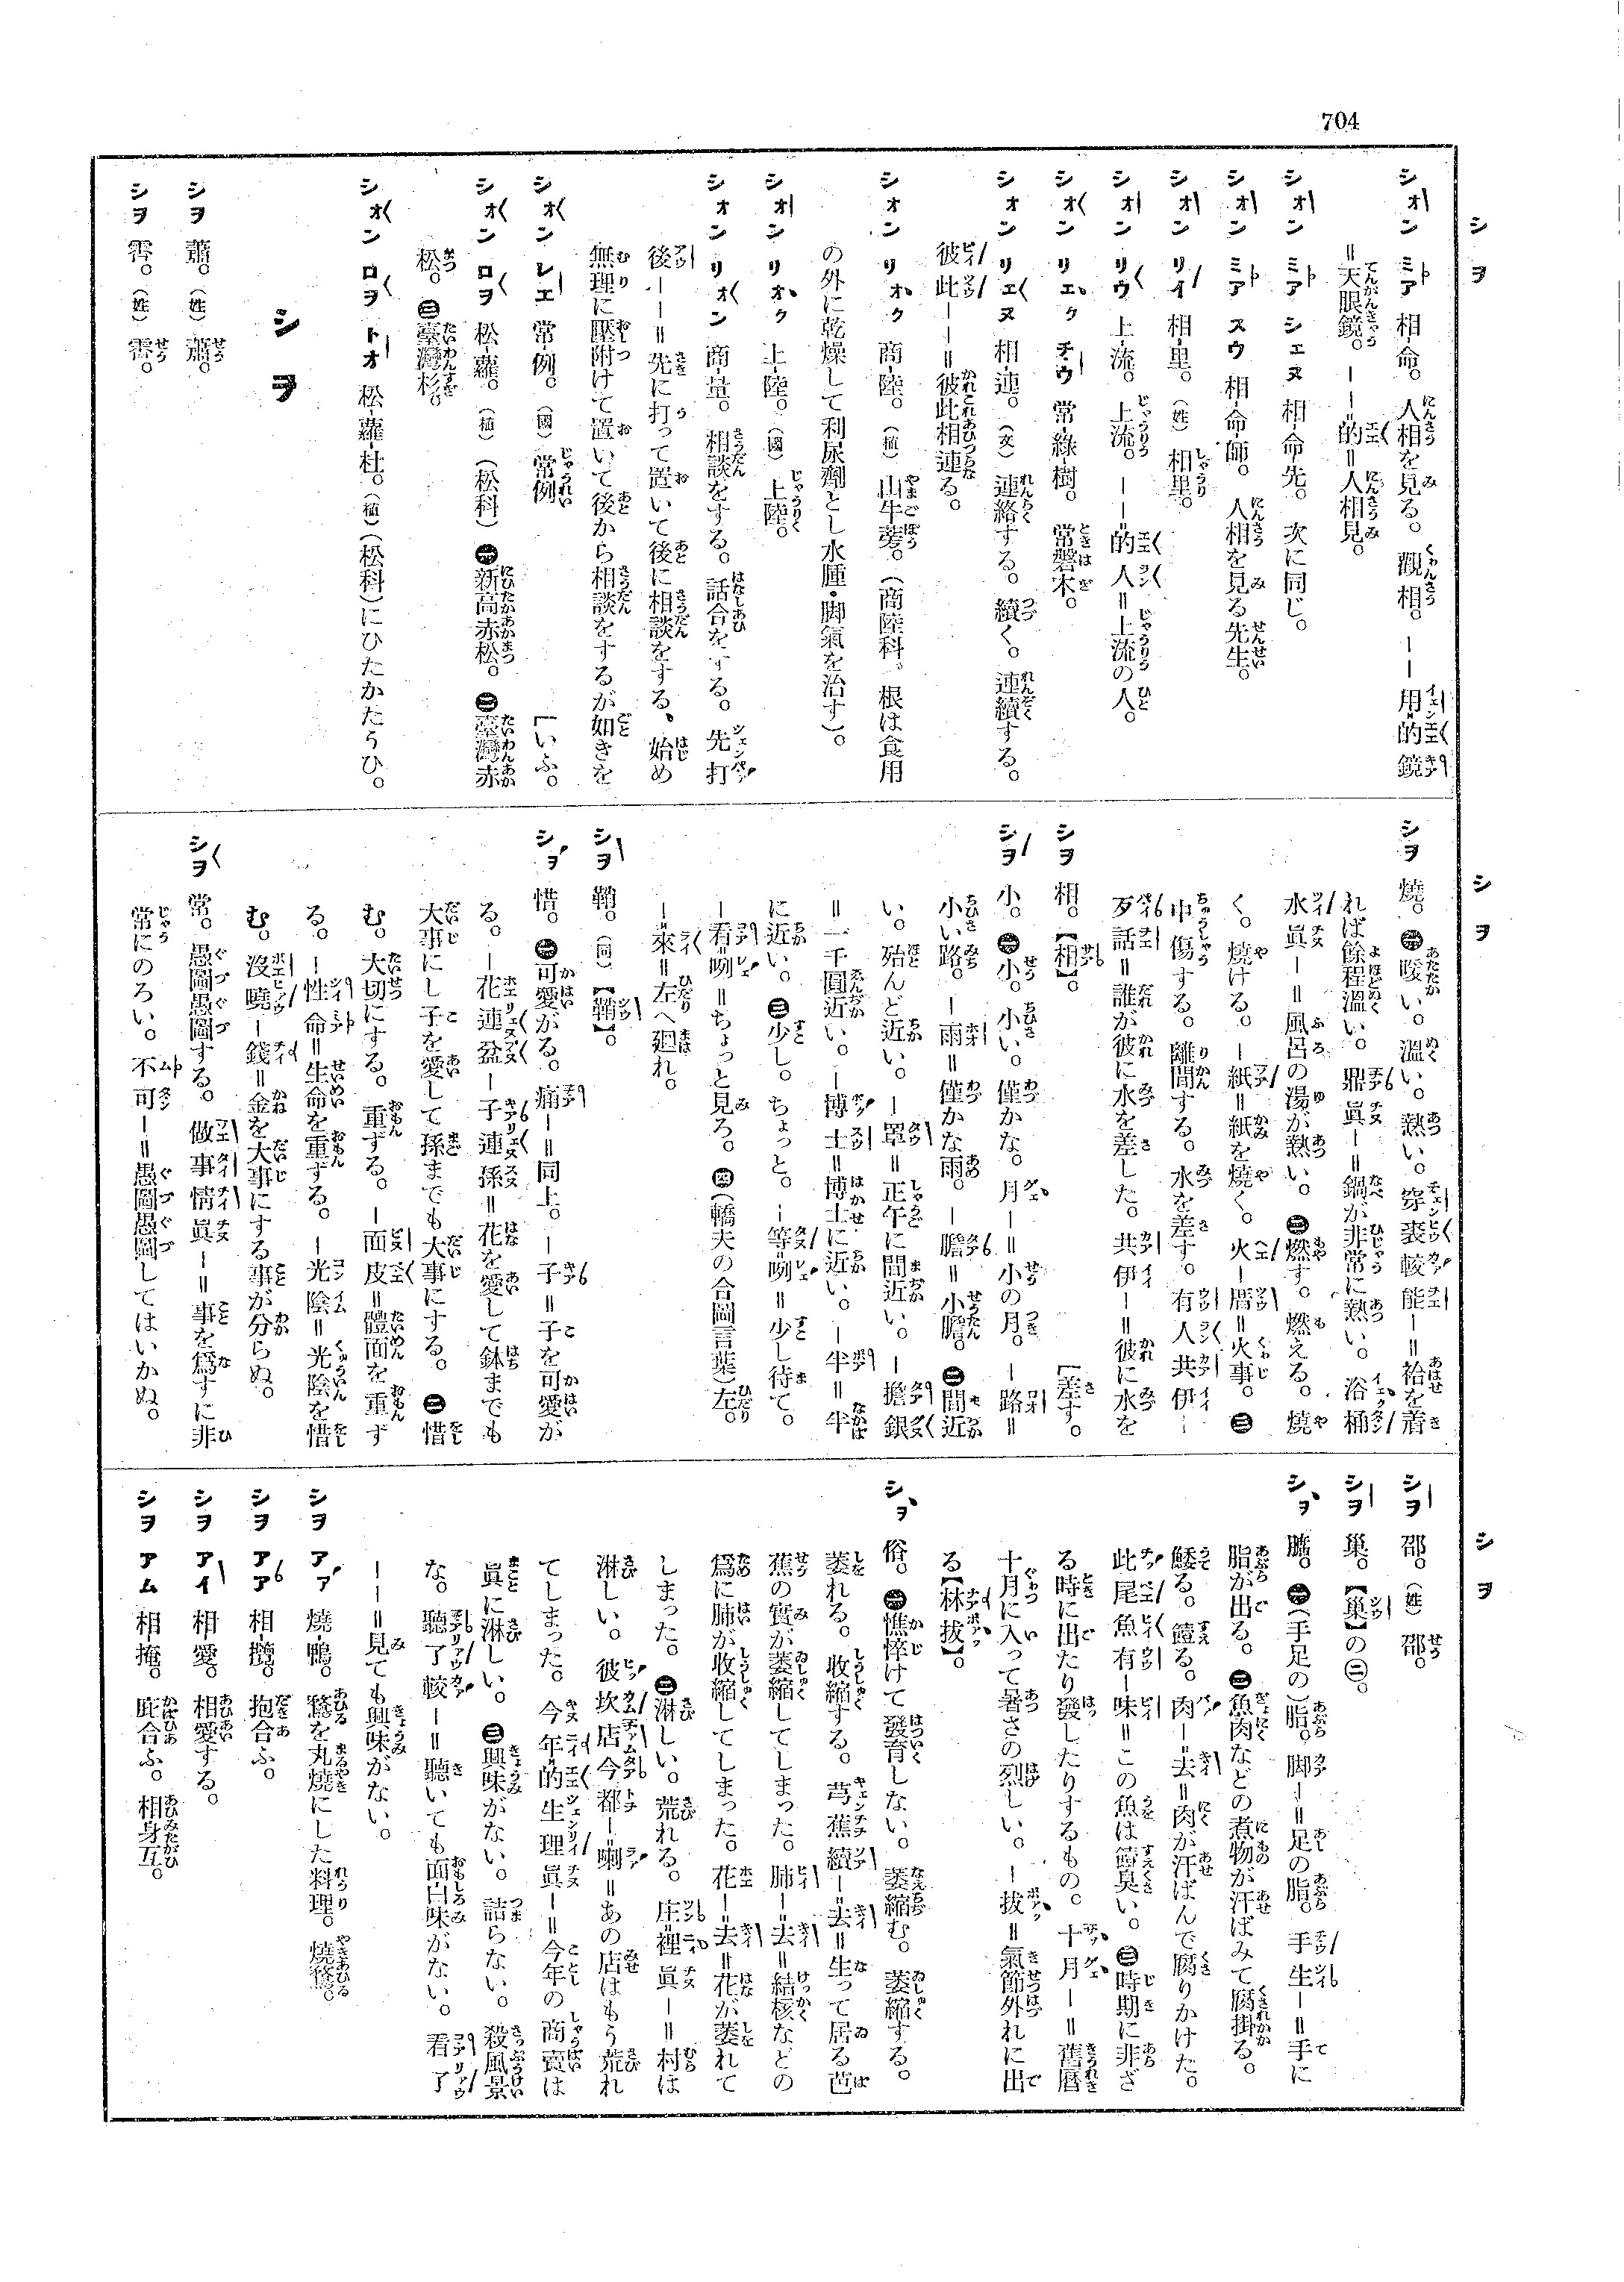 704
シヲ
シオンミア 相-命。人相を見る。觀相。——用的鏡
＝天眼鏡。——的＝人相見。
シオンミアシエヌ 相-命-先。次に同じ。
シオンミアスウ 相-命-師。人相を見る先生。
シオンリイ 相-里。(姓) 相里。
シオンリウ 上-流。上流。——的人＝上流の人。
シオンリエクチウ 常-綠-樹。常磐木。
シオンリエヌ 相-連。(文) 連絡する。續く。連續する。
彼此——＝彼此相連る。
シオンリオク 商-陸。(植) 山牛蒡。(商陸科。根は食用
の外に乾燥して利尿劑とし水腫・脚氣を治す)。
シオンリオク 上-陸。(國) 上陸。
シオンリオン 商-量。相談をする。話合をする。先打
後——＝先に打って置いて後に相談をする、始め
無理に壓附けて置いて後から相談をするが如きを
シオンレエ 常-例。(國) 常例 [いふ。
シオンロヲ 松-蘿。(植) (松科) ㊀新高赤松。㊁臺灣赤
松。㊂臺灣杉。
シオンロヲトオ 松-蘿-杜。(植)(松科)にひたかたうひ。
シヲ
シヲ 蕭。(姓) 蕭。
シヲ 霄。(姓) 霄。
シヲ
シヲ 燒。㊀暖い。溫い。熱い。穿裘較能—＝袷を着
れば餘程溫い。鼎眞—＝鍋が非常に熱い。浴桶
水眞—＝風呂の湯が熱い。㊁燃す。燃える。燒
く。燒ける。—紙＝紙を燒く。火—厝＝火事。㊂
中傷する。離間する。水を差す。有人共伊—
歹話＝誰が彼に水を差した。共伊—＝彼に水を
シヲ 相。【相】。 [差す。
シヲ 小。㊀小。小い。僅かな。月—＝小の月。—路＝
小い路。—雨＝僅かな雨。—膽＝小膽。㊁間近
い。殆んど近い。—罩＝正午に間近い。—擔銀
＝一千圓近い。—博士＝博士に近い。—半＝半
に近い。㊂少し。ちょっと。—等咧＝少し待て。
—看咧＝ちょっと見ろ。㊃(轎夫の合圖言葉)左。
—來＝左へ廻れ。
シヲ 鞘。(同)【鞘】。
シヲ 惜。㊀可愛がる。痛—＝同上。—子＝子を可愛が
る。—花連盆—子連孫＝花を愛して鉢までも
大事にし子を愛して孫までも大事にする。㊁惜
む。大切にする。重ずる。—面皮＝體面を重ず
る。—性命＝生命を重ずる。—光陰＝光陰を惜
む。沒曉—錢＝金を大事にする事が分らぬ。
シヲ 常。愚圖愚圖する。做事情眞—＝事を爲すに非
常にのろい。不可—＝愚圖愚圖してはいかぬ。
シヲ
シヲ 邵。(姓) 邵。
シヲ 巢。【巢】の㊁。
シヲ ㊀(手足の)脂。脚—＝足の脂。手生—＝手に
脂が出る。㊁魚肉などの煮物が汗ばみて腐掛る。
餧る。饐る。肉—去＝肉が汗ばんで腐りかけた。
此尾魚有—味＝この魚は饐臭い。㊂時期に非ざ
る時に出たり發したりするもの。十月—＝舊曆
十月に入って暑さの烈しい。—拔＝氣節外れに出
る【林拔】。
シヲ 俗。㊀憔悴けて發育しない。萎縮む。萎縮する。
萎れる。收縮する。芎蕉續—去＝生って居る芭
蕉の實が萎縮してしまった。肺—去＝結核などの
爲に肺が收縮してしまった。花—去＝花が萎れて
しまった。㊁淋しい。荒れる。庄裡眞—＝村は
淋しい。彼坎店今都—喇＝あの店はもう荒れ
てしまった。今年的生理眞—＝今年の商賣は
眞に淋しい。㊂興味がない。詰らない。殺風景
な。聽了較—＝聽いても面白味がない。看了
——＝見ても興味がない。
シヲアア 燒-鴨。鶩を丸燒にした料理。燒鶩。
シヲアア 相-攬。抱合ふ。
シヲアイ 相-愛。相愛する。
シヲアム 相-掩。庇合ふ。相身互。